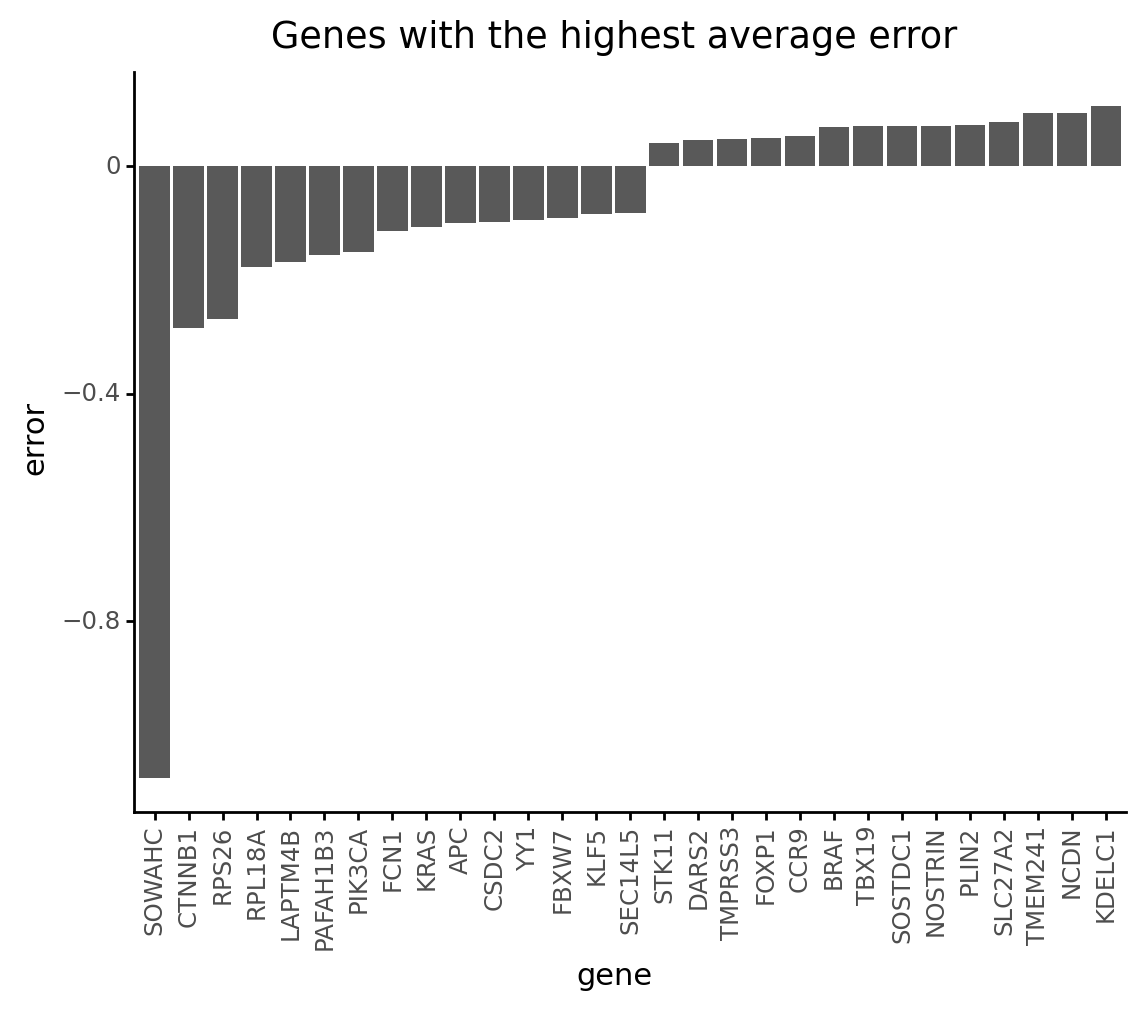 Genes with the highest average error
0
−0.4
−0.8
error
SOWAHC
CTNNB1
RPS26
RPL18A
LAPTM4B
PAFAH1B3
PIK3CA
FCN1
KRAS
APC
CSDC2
YY1
FBXW7
KLF5
SEC14L5
STK11
DARS2
TMPRSS3
FOXP1
CCR9
BRAF
TBX19
SOSTDC1
NOSTRIN
PLIN2
SLC27A2
TMEM241
NCDN
KDELC1
gene